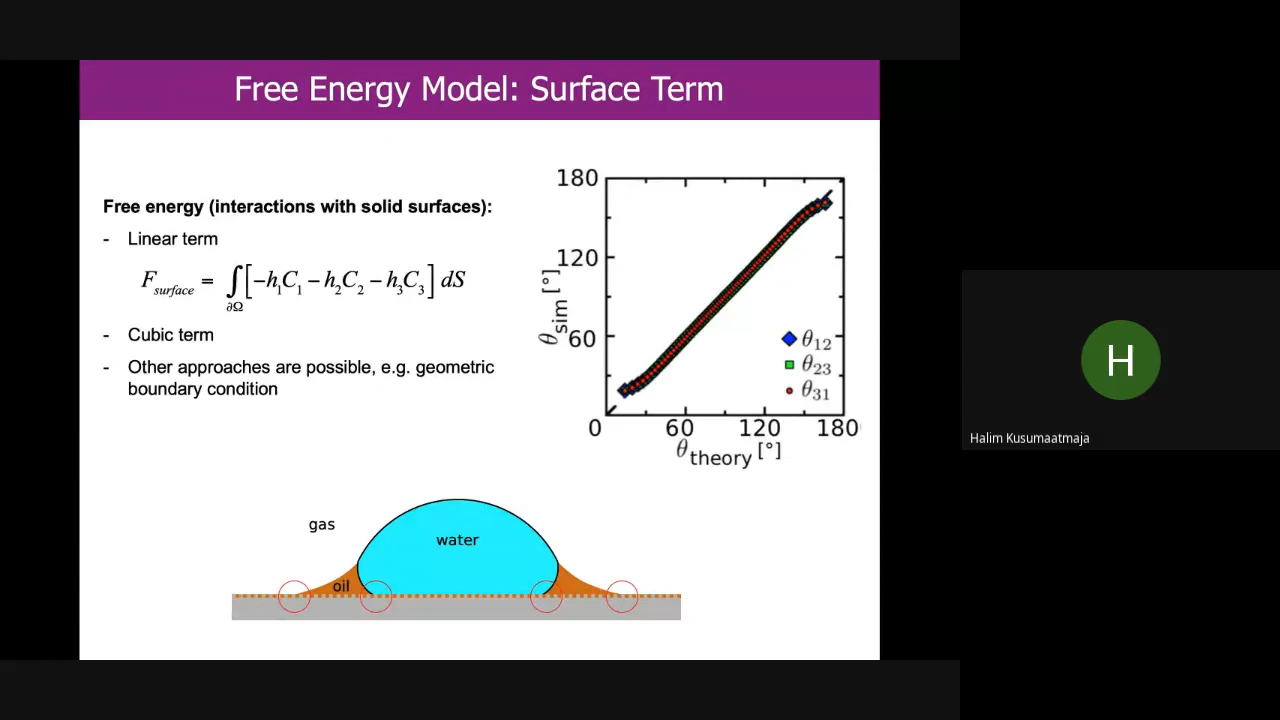 Free Energy Model: Surface Term
Free energy (interactions with solid surfaces):
- Linear term
F_surface = ∫_∂Ω [−h₁C₁ − h₂C₂ − h₃C₃] dS
- Cubic term
- Other approaches are possible, e.g. geometric
boundary condition
180
120
60
0
60
120
180
θ_sim [°]
θ_theory [°]
θ₁₂
θ₂₃
θ₃₁
gas
water
oil
H
Halim Kusumaatmaja